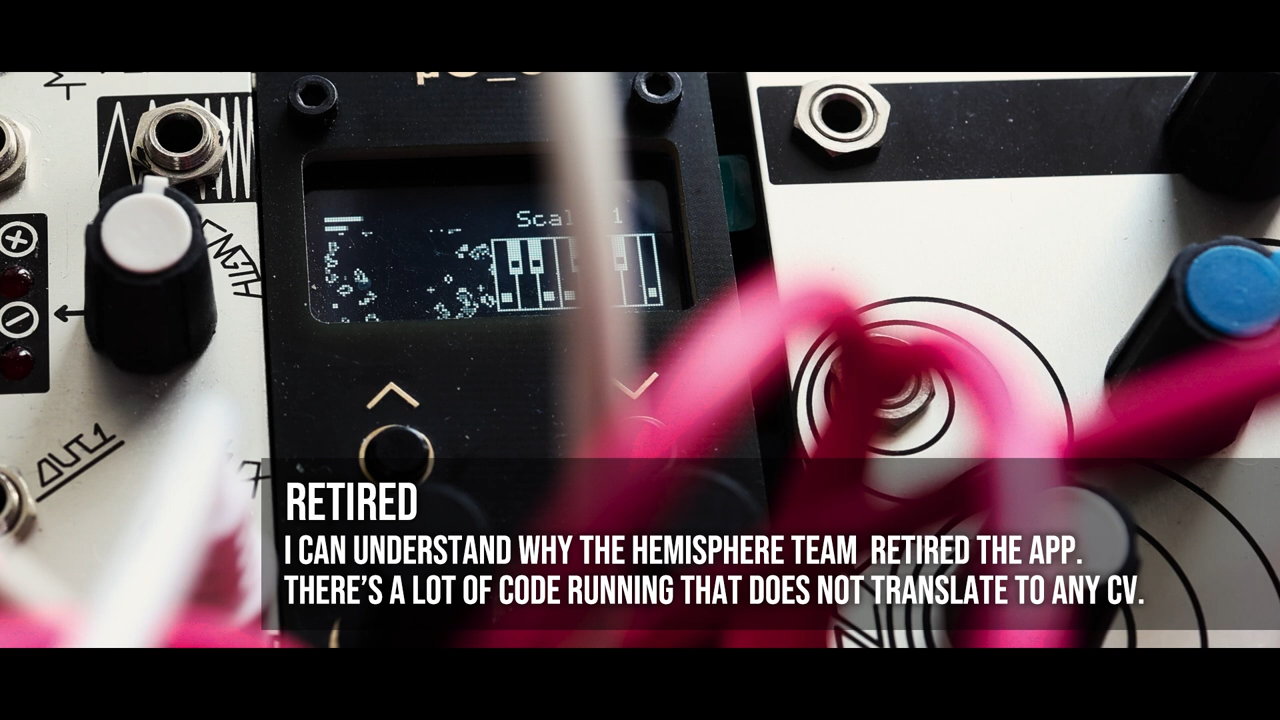 OUT1
RETIRED
I CAN UNDERSTAND WHY THE HEMISPHERE TEAM  RETIRED THE APP.
THERE'S A LOT OF CODE RUNNING THAT DOES NOT TRANSLATE TO ANY CV.